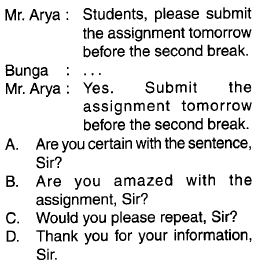 Mr. Arya : Students, please submit
the assignment tomorrow
before the second break.
Bunga : ...
Mr. Arya : Yes. Submit the
assignment tomorrow
before the second break.
A. Are you certain with the sentence,
Sir?
B. Are you amazed with the
assignment, Sir?
C. Would you please repeat, Sir?
D. Thank you for your information,
Sir.